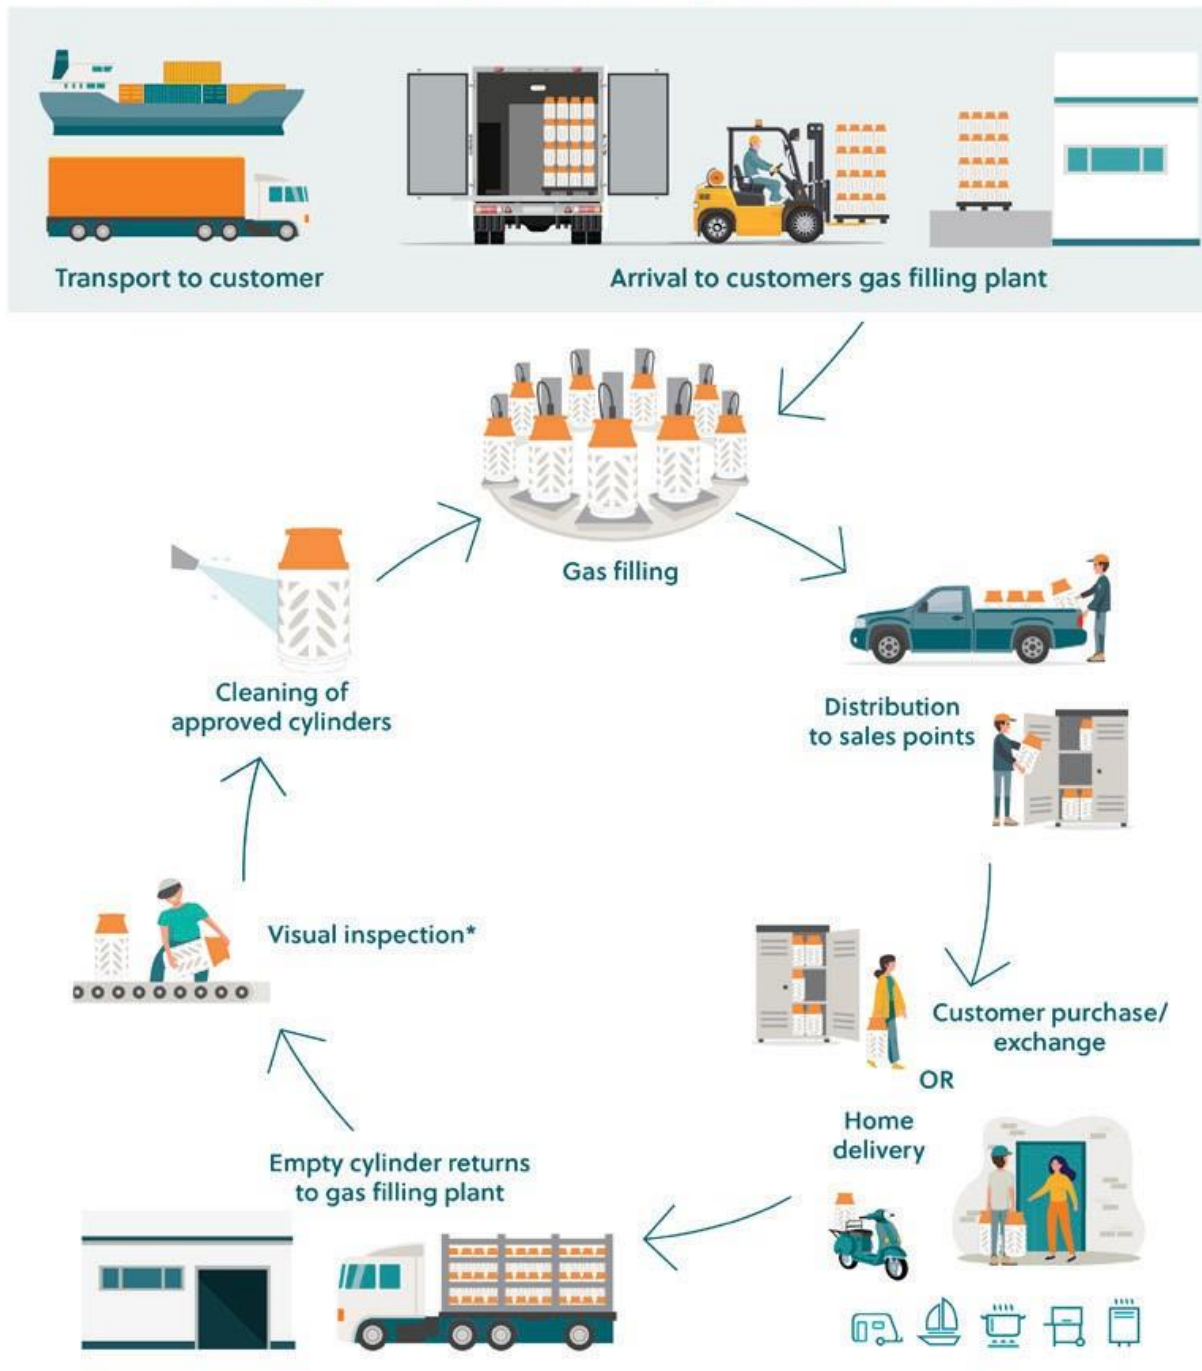 Transport to customer
Arrival to customers gas filling plant
Gas filling
Cleaning of
approved cylinders
Distribution
to sales points
Visual inspection*
Customer purchase/
exchange
OR
Home
delivery
Empty cylinder returns
to gas filling plant